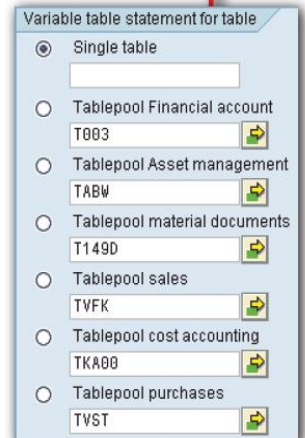 Variable table statement for table
Single table
Tablepool Financial account
T003
Tablepool Asset management
TABW
Tablepool material documents
T149D
Tablepool sales
TVFK
Tablepool cost accounting
TKA00
Tablepool purchases
TVST